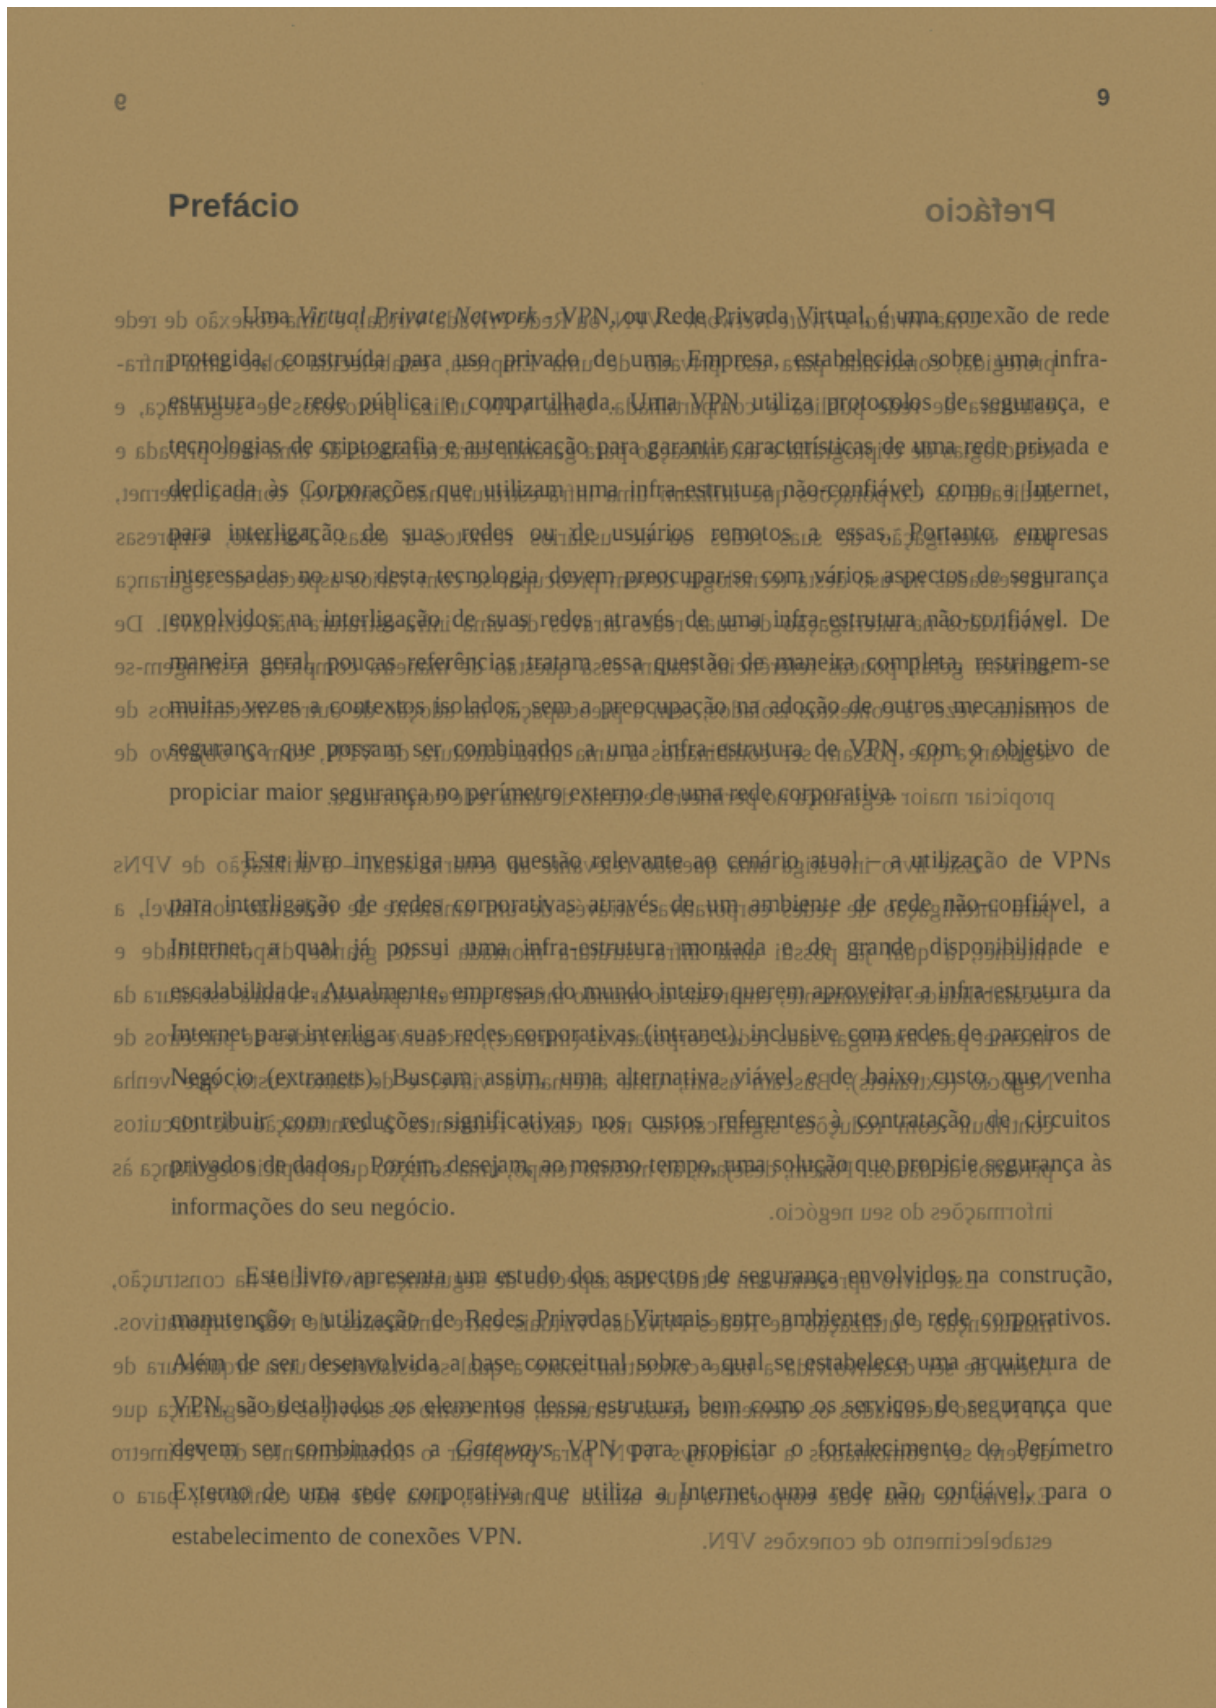 9
Prefácio
Uma Virtual Private Network - VPN, ou Rede Privada Virtual, é uma conexão de rede
protegida, construída para uso privado de uma Empresa, estabelecida sobre uma infra-
estrutura de rede pública e compartilhada. Uma VPN utiliza protocolos de segurança, e
tecnologias de criptografia e autenticação para garantir características de uma rede privada e
dedicada às Corporações que utilizam uma infra-estrutura não-confiável, como a Internet,
para interligação de suas redes ou de usuários remotos a essas. Portanto, empresas
interessadas no uso desta tecnologia devem preocupar-se com vários aspectos de segurança
envolvidos na interligação de suas redes através de uma infra-estrutura não-confiável. De
maneira geral, poucas referências tratam essa questão de maneira completa, restringem-se
muitas vezes a contextos isolados, sem a preocupação na adoção de outros mecanismos de
segurança que possam ser combinados a uma infra-estrutura de VPN, com o objetivo de
propiciar maior segurança no perímetro externo de uma rede corporativa.
Este livro investiga uma questão relevante ao cenário atual – a utilização de VPNs
para interligação de redes corporativas através de um ambiente de rede não-confiável, a
Internet, a qual já possui uma infra-estrutura montada e de grande disponibilidade e
escalabilidade. Atualmente, empresas do mundo inteiro querem aproveitar a infra-estrutura da
Internet para interligar suas redes corporativas (intranet), inclusive com redes de parceiros de
Negócio (extranets). Buscam assim, uma alternativa viável e de baixo custo, que venha
contribuir com reduções significativas nos custos referentes à contratação de circuitos
privados de dados. Porém, desejam, ao mesmo tempo, uma solução que propicie segurança às
informações do seu negócio.
Este livro apresenta um estudo dos aspectos de segurança envolvidos na construção,
manutenção e utilização de Redes Privadas Virtuais entre ambientes de rede corporativos.
Além de ser desenvolvida a base conceitual sobre a qual se estabelece uma arquitetura de
VPN, são detalhados os elementos dessa estrutura, bem como os serviços de segurança que
devem ser combinados a Gateways VPN para propiciar o fortalecimento do Perímetro
Externo de uma rede corporativa que utiliza a Internet, uma rede não confiável, para o
estabelecimento de conexões VPN.